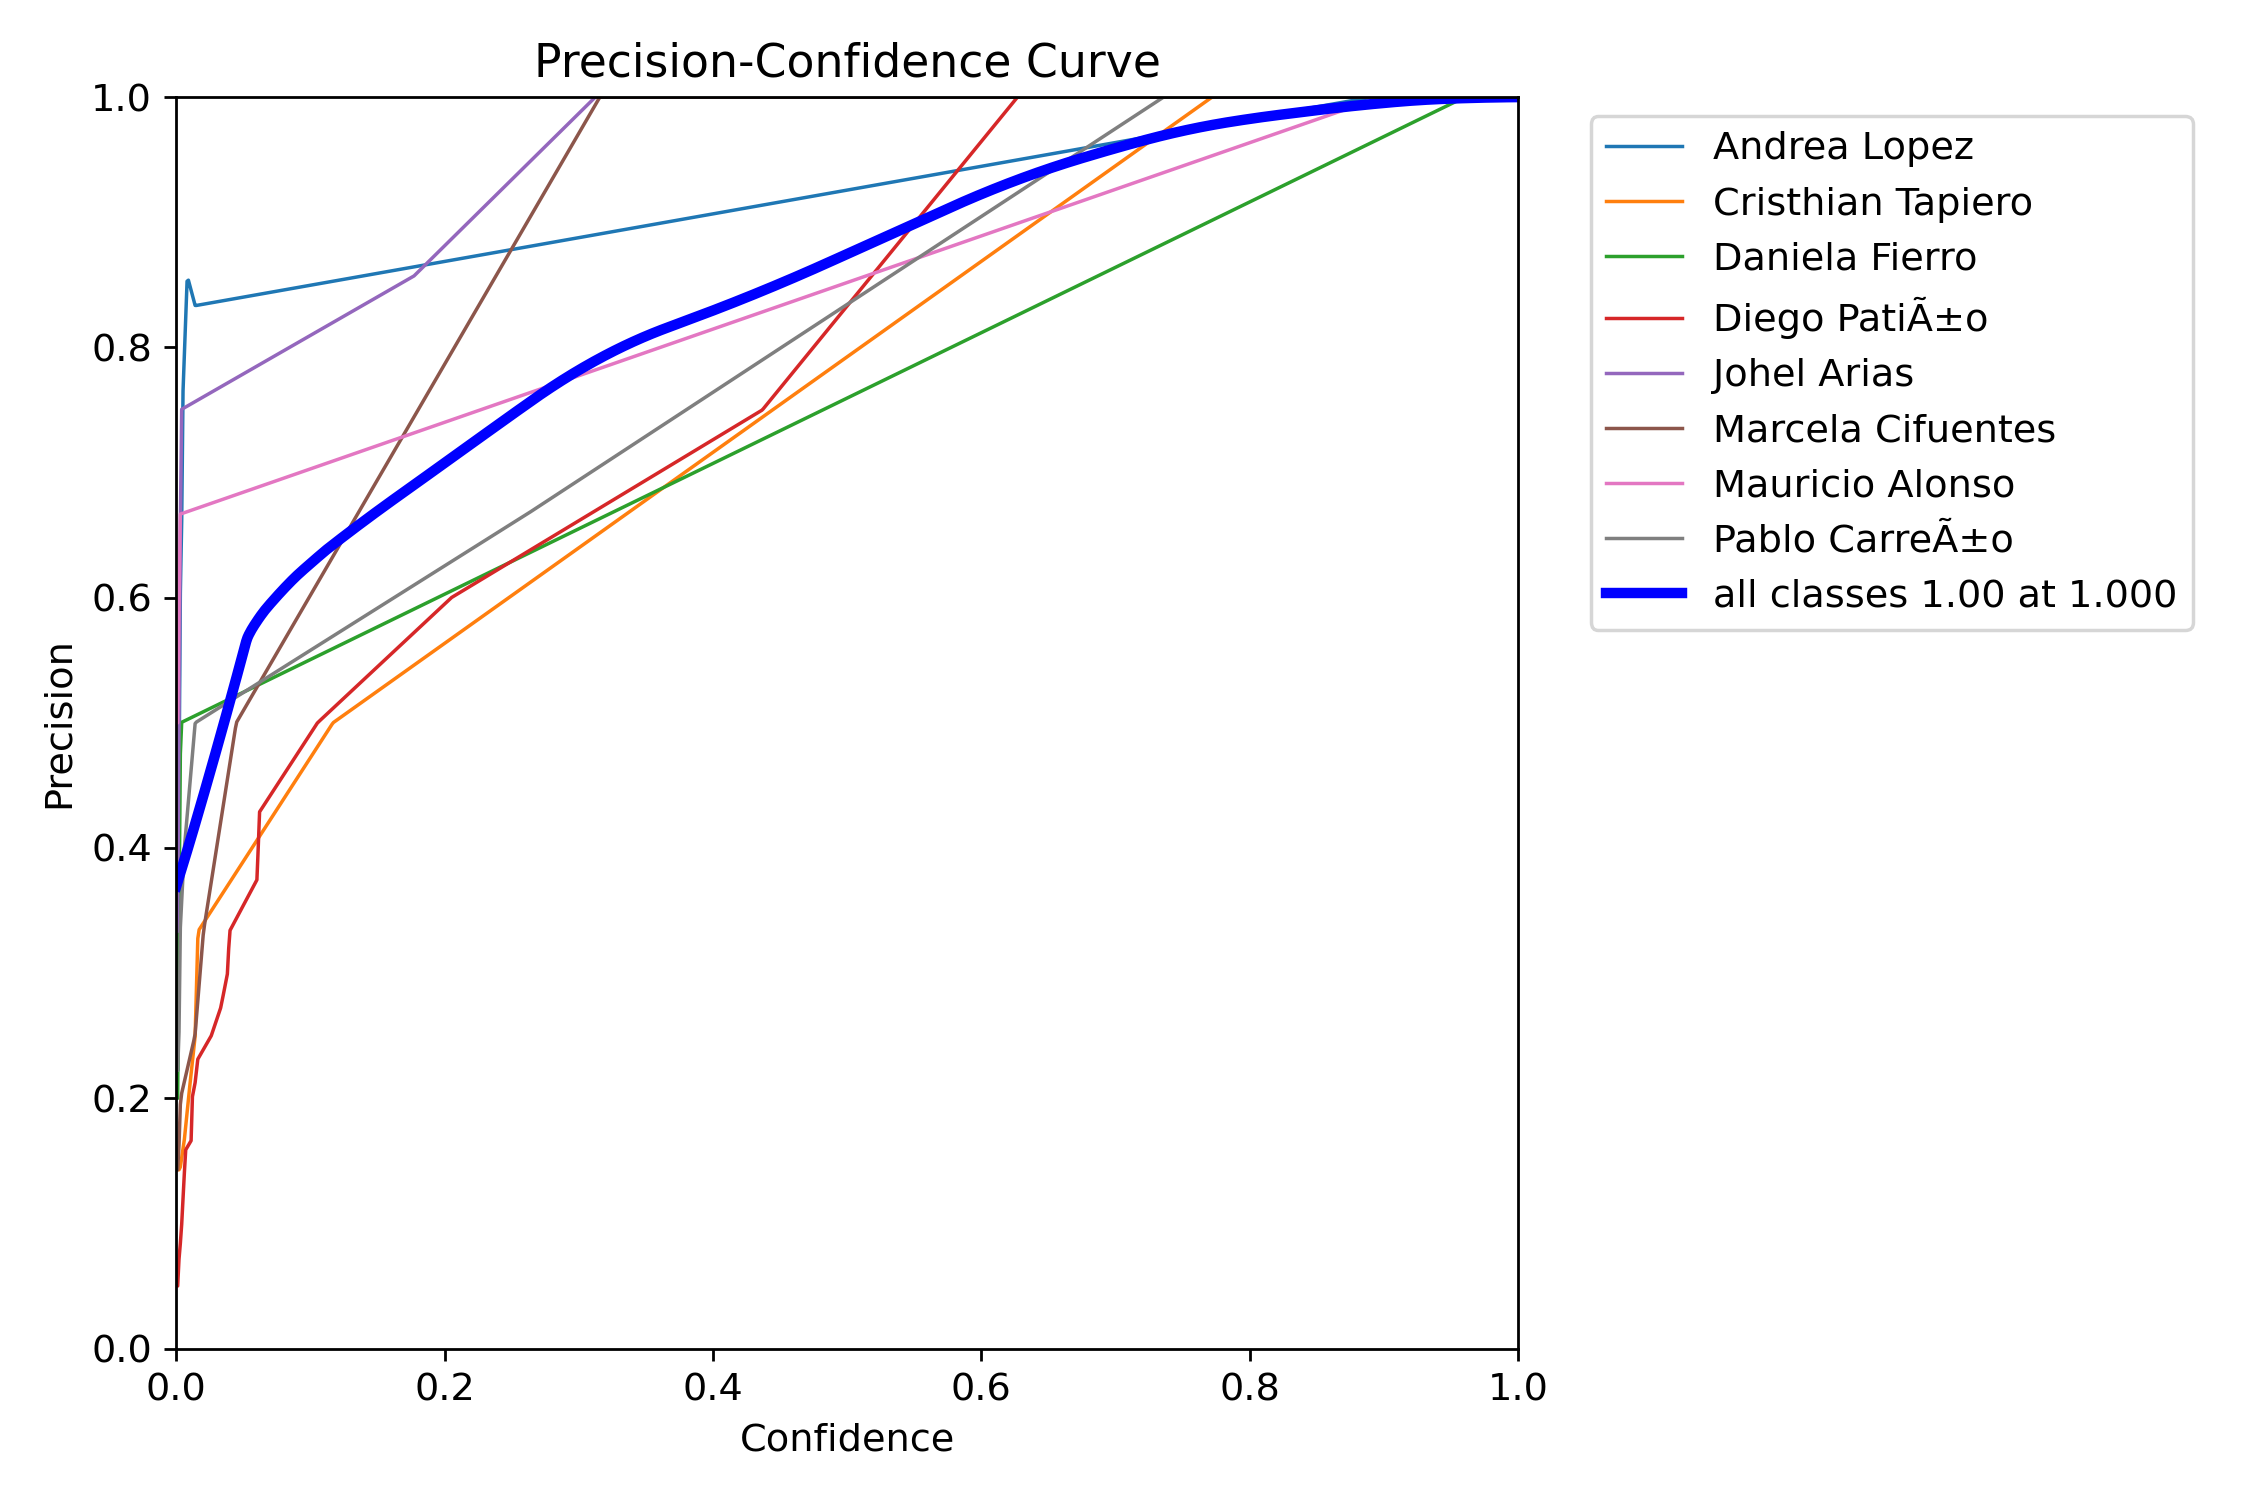 Precision-Confidence Curve
1.0
0.8
0.6
0.4
0.2
0.0
Precision
0.0 0.2 0.4 0.6 0.8 1.0
Confidence
Andrea Lopez
Cristhian Tapiero
Daniela Fierro
Diego PatiÃ±o
Johel Arias
Marcela Cifuentes
Mauricio Alonso
Pablo CarreÃ±o
all classes 1.00 at 1.000